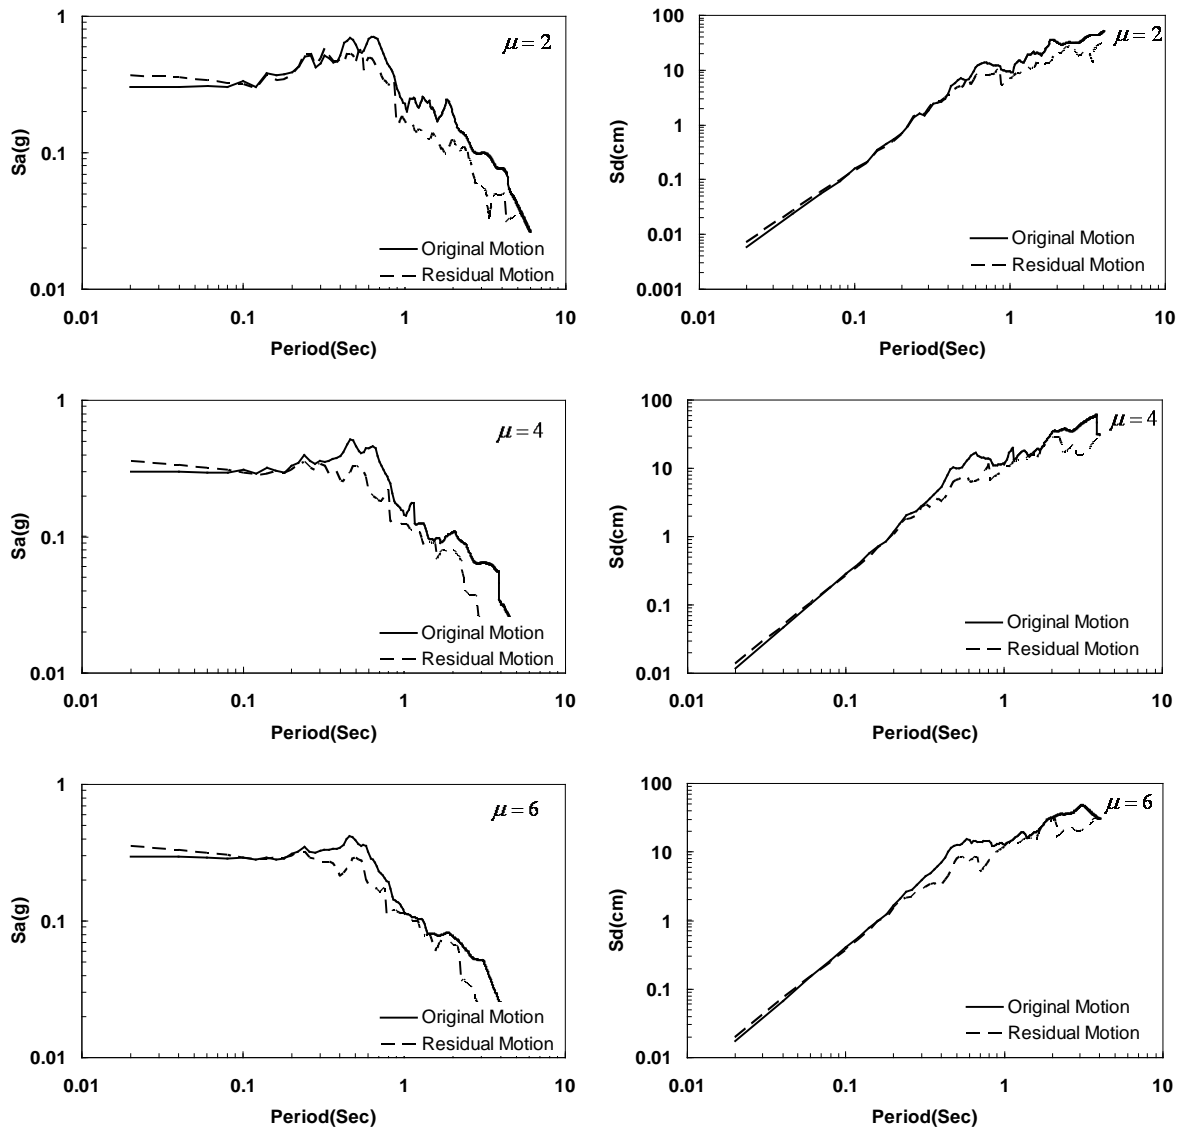 1
0.1
0.01
Sa(g)
μ = 2
Original Motion
Residual Motion
0.01 0.1 1 10
Period(Sec)
100
10
1
0.1
0.01
0.001
Sd(cm)
μ = 2
Original Motion
Residual Motion
0.01 0.1 1 10
Period(Sec)
1
0.1
0.01
Sa(g)
μ = 4
Original Motion
Residual Motion
0.01 0.1 1 10
Period(Sec)
100
10
1
0.1
0.01
Sd(cm)
μ = 4
Original Motion
Residual Motion
0.01 0.1 1 10
Period(Sec)
1
0.1
0.01
Sa(g)
μ = 6
Original Motion
Residual Motion
0.01 0.1 1 10
Period(Sec)
100
10
1
0.1
0.01
Sd(cm)
μ = 6
Original Motion
Residual Motion
0.01 0.1 1 10
Period(Sec)